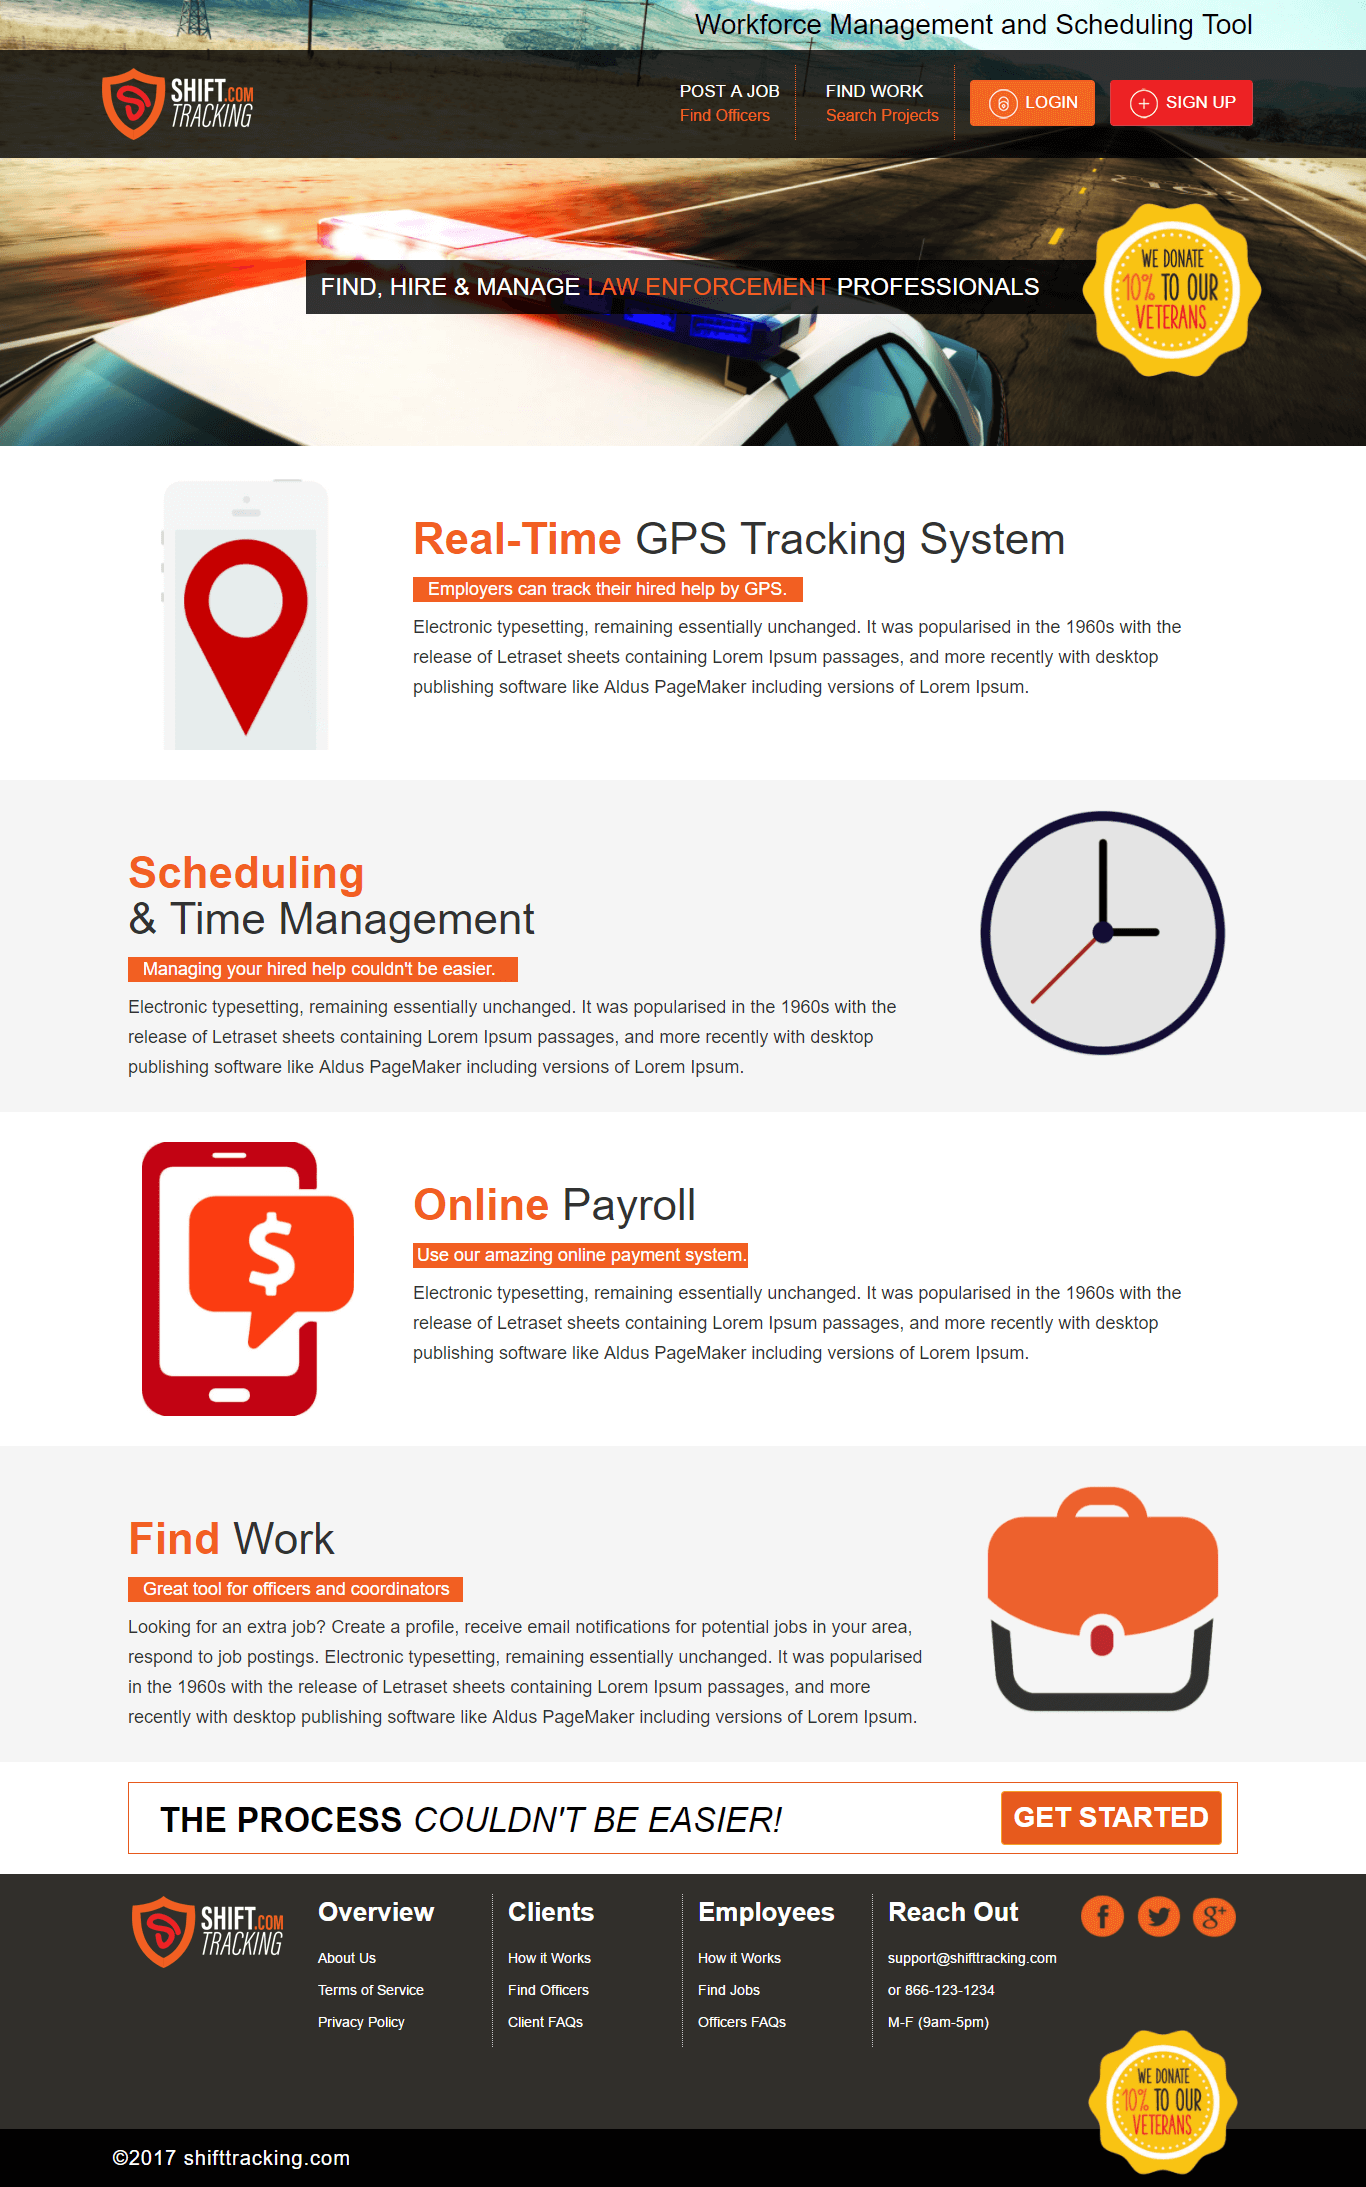 Workforce Management and Scheduling Tool
SHIFT.COM
TRACKING
POST A JOB
Find Officers
FIND WORK
Search Projects
LOGIN
SIGN UP
FIND, HIRE & MANAGE LAW ENFORCEMENT PROFESSIONALS
WE DONATE
10% TO OUR
VETERANS
Real-Time GPS Tracking System
Employers can track their hired help by GPS.
Electronic typesetting, remaining essentially unchanged. It was popularised in the 1960s with the
release of Letraset sheets containing Lorem Ipsum passages, and more recently with desktop
publishing software like Aldus PageMaker including versions of Lorem Ipsum.
Scheduling
& Time Management
Managing your hired help couldn't be easier.
Electronic typesetting, remaining essentially unchanged. It was popularised in the 1960s with the
release of Letraset sheets containing Lorem Ipsum passages, and more recently with desktop
publishing software like Aldus PageMaker including versions of Lorem Ipsum.
$
Online Payroll
Use our amazing online payment system.
Electronic typesetting, remaining essentially unchanged. It was popularised in the 1960s with the
release of Letraset sheets containing Lorem Ipsum passages, and more recently with desktop
publishing software like Aldus PageMaker including versions of Lorem Ipsum.
Find Work
Great tool for officers and coordinators
Looking for an extra job? Create a profile, receive email notifications for potential jobs in your area,
respond to job postings. Electronic typesetting, remaining essentially unchanged. It was popularised
in the 1960s with the release of Letraset sheets containing Lorem Ipsum passages, and more
recently with desktop publishing software like Aldus PageMaker including versions of Lorem Ipsum.
THE PROCESS COULDN'T BE EASIER!
GET STARTED
SHIFT.COM
TRACKING
Overview
About Us
Terms of Service
Privacy Policy
Clients
How it Works
Find Officers
Client FAQs
Employees
How it Works
Find Jobs
Officers FAQs
Reach Out
support@shifttracking.com
or 866-123-1234
M-F (9am-5pm)
f
g+
WE DONATE
10% TO OUR
VETERANS
©2017 shifttracking.com